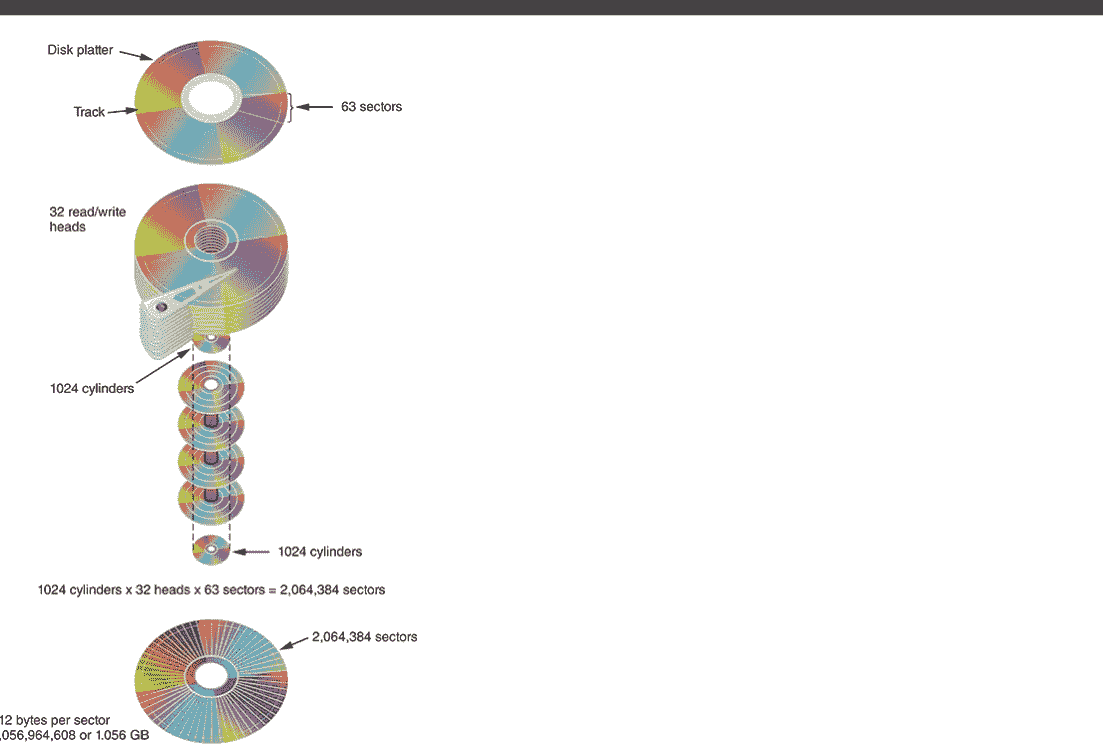 Disk platter
Track
63 sectors
32 read/write
heads
1024 cylinders
1024 cylinders
1024 cylinders x 32 heads x 63 sectors = 2,064,384 sectors
2,064,384 sectors
12 bytes per sector
,056,964,608 or 1.056 GB